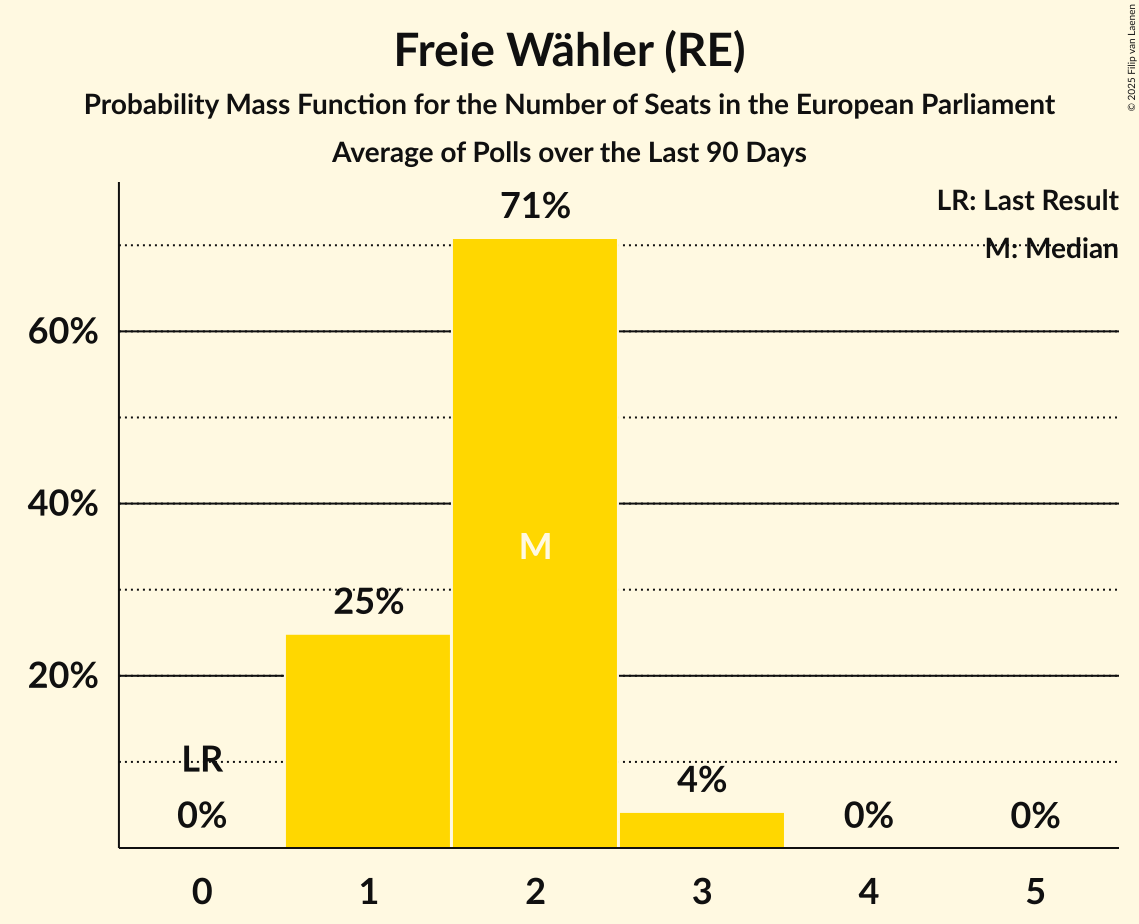 Freie Wähler (RE)
Probability Mass Function for the Number of Seats in the European Parliament
Average of Polls over the Last 90 Days
© 2025 Filip van Laenen
LR: Last Result
M: Median
71%
60%
40%
M
25%
20%
LR
4%
0%
0%
0%
0 1 2 3 4 5